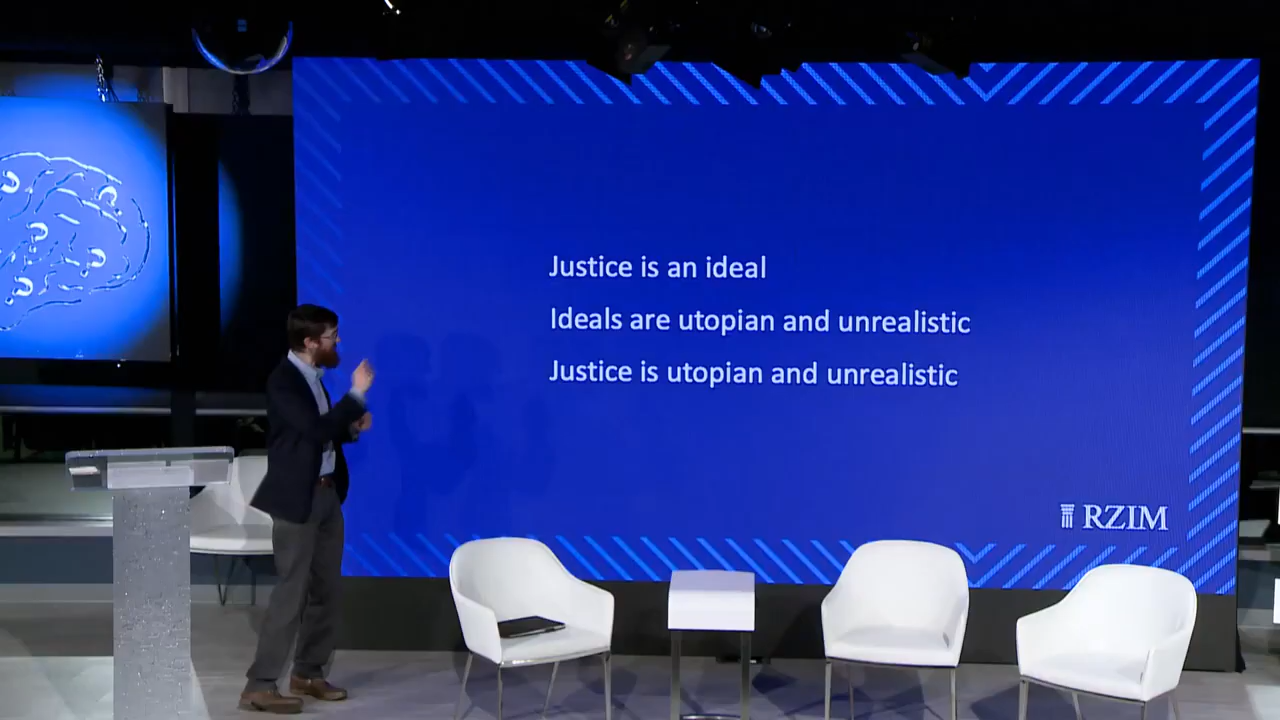 Justice is an ideal
Ideals are utopian and unrealistic
Justice is utopian and unrealistic
RZIM